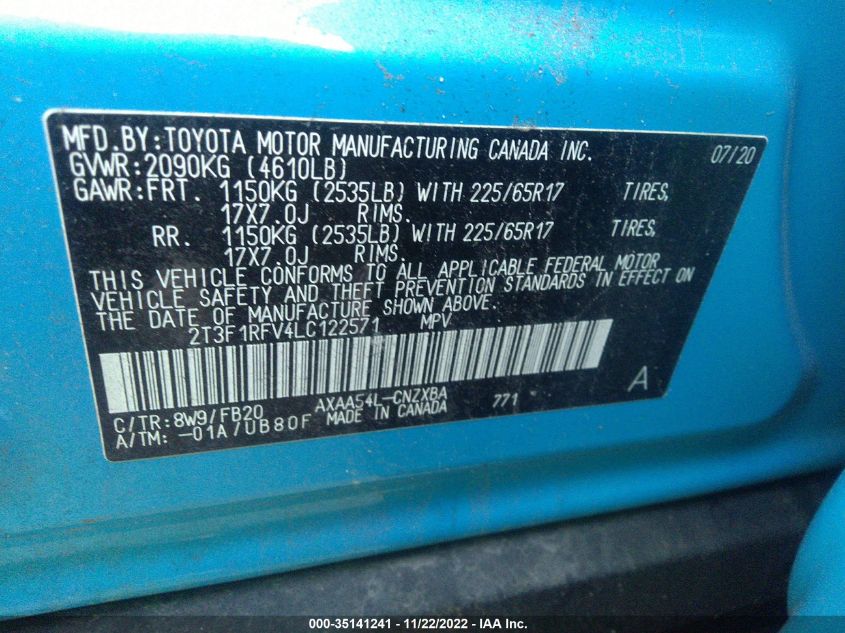 MFD.BY:TOYOTA MOTOR MANUFACTURING CANADA INC. 07/20
GVWR:2090KG (4610LB)
GAWR:FRT. 1150KG (2535LB) WITH 225/65R17 TIRES,
17X7.0J RIMS.
RR. 1150KG (2535LB) WITH 225/65R17 TIRES,
17X7.0J RIMS.
THIS VEHICLE CONFORMS TO ALL APPLICABLE FEDERAL MOTOR
VEHICLE SAFETY AND THEFT PREVENTION STANDARDS IN EFFECT ON
THE DATE OF MANUFACTURE SHOWN ABOVE.
2T3F1RFV4LC122571 MPV
A
C/TR:8W9/FB20 AXAA54L-CNZXBA 771
A/TM:-01A/UB80F MADE IN CANADA
000-35141241 - 11/22/2022 - IAA Inc.